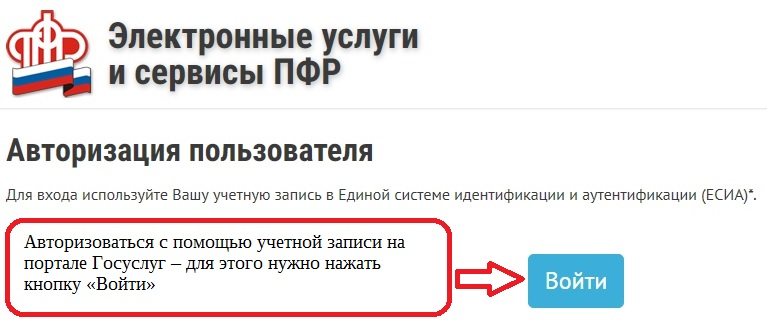 Электронные услуги
и сервисы ПФР
Авторизация пользователя
Для входа используйте Вашу учетную запись в Единой системе идентификации и аутентификации (ЕСИА)*.
Авторизоваться с помощью учетной записи на
портале Госуслуг – для этого нужно нажать
кнопку «Войти»
Войти